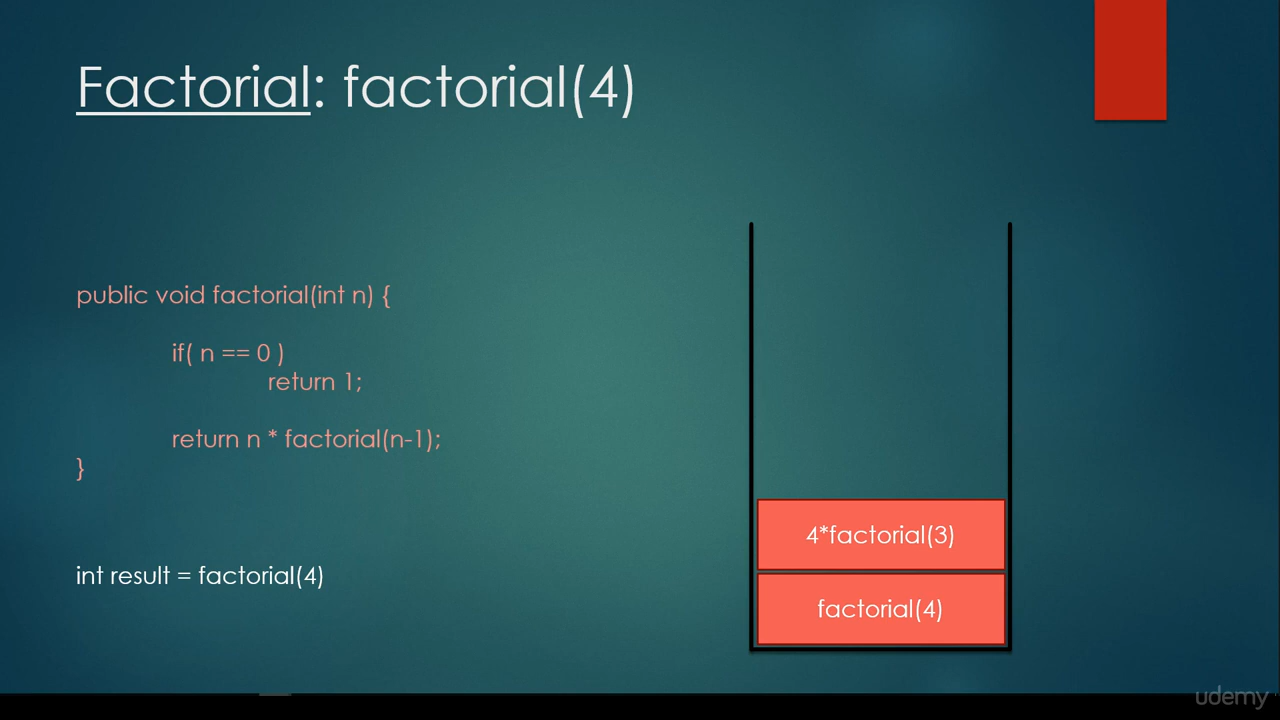 Factorial: factorial(4)
public void factorial(int n) {
if( n == 0 )
return 1;
return n * factorial(n-1);
}
int result = factorial(4)
4*factorial(3)
factorial(4)
udemy